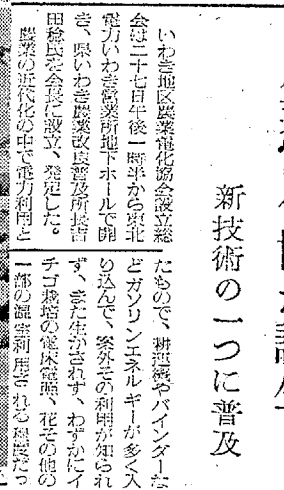 新技術の一つに普及
いわき地区農業電化協会設立総
会は二十七日午後一時半から東北
電力いわき営業所地下ホールで開
き、県いわき農業改良普及所長吉
田稔氏を会長に設立、発足した。
農業の近代化の中で電力利用と
たもので、耕運機やバインダーな
どガソリンエネルギーが多く入
り込んで、案外その利用が知られ
ず、また生かされず、わずかにイ
チゴ栽培の電床電照、花その他の
一部の温室利用される程度だっ